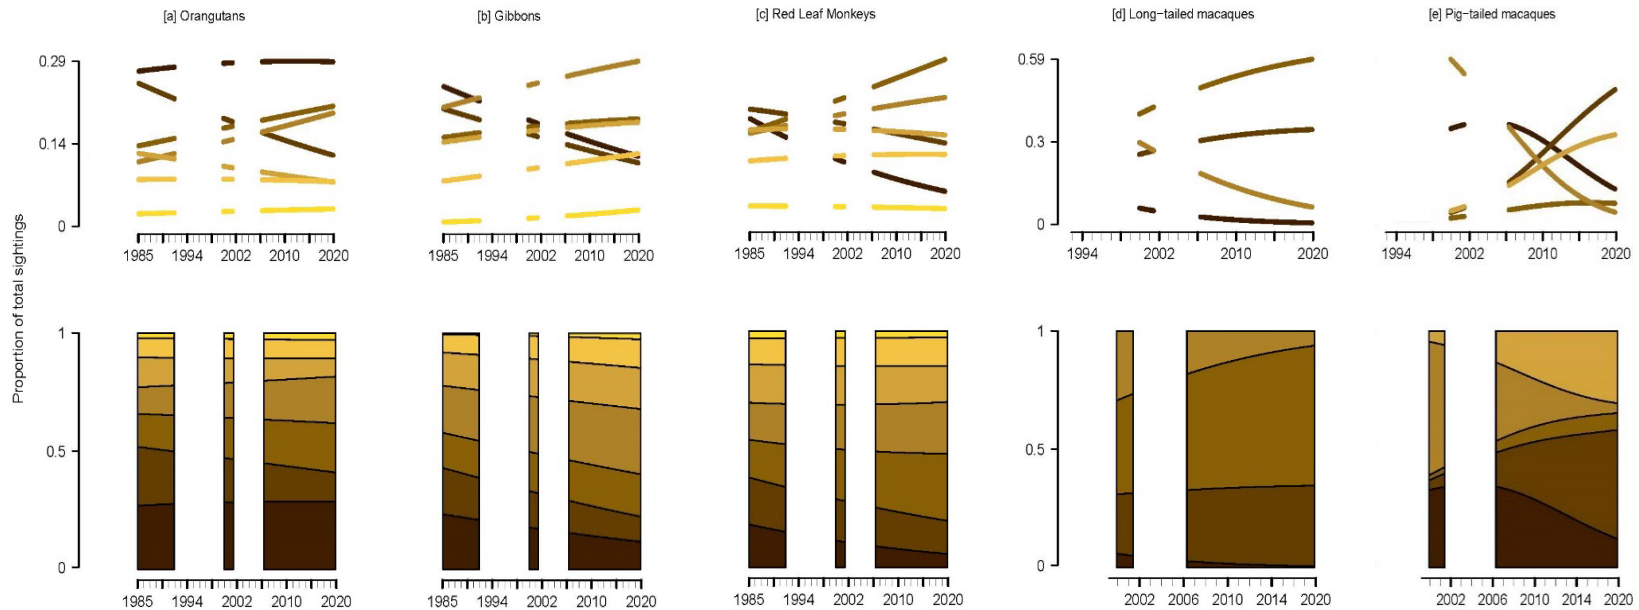 [a] Orangutans [b] Gibbons [c] Red Leaf Monkeys [d] Long-tailed macaques [e] Pig-tailed macaques
0.29 0.59
0.14 0.3
0 0
1985 1994 2002 2010 2020 1985 1994 2002 2010 2020 1985 1994 2002 2010 2020 1994 2002 2010 2020 1994 2002 2010 2020
Proportion of total sightings
1 1
0.5 0.5
0 0
1985 1994 2002 2010 2020 1985 1994 2002 2010 2020 1985 1994 2002 2010 2020 2002 2006 2014 2020 2002 2006 2014 2020